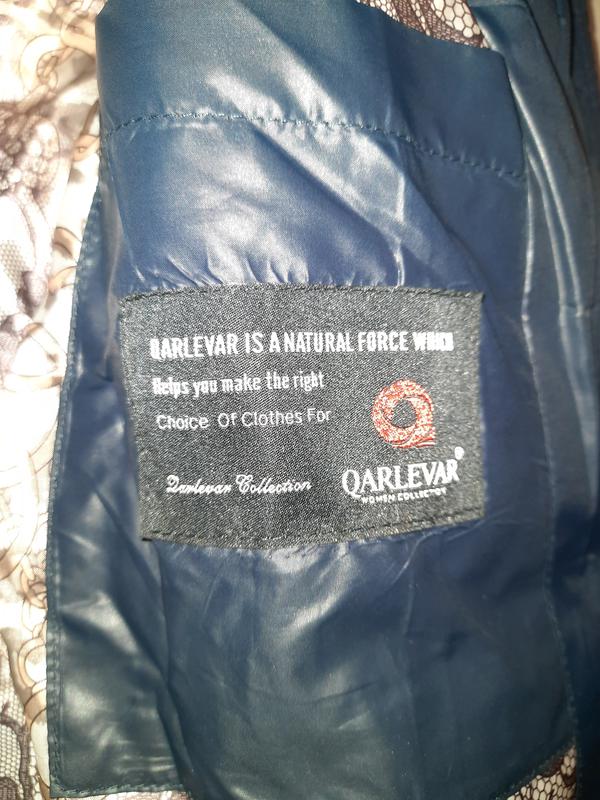 QARLEVAR IS A NATURAL FORCE WHICH
Helps you make the right
Choice Of Clothes For
Qarlevar Collection
QARLEVAR®
WOMEN COLLECTION